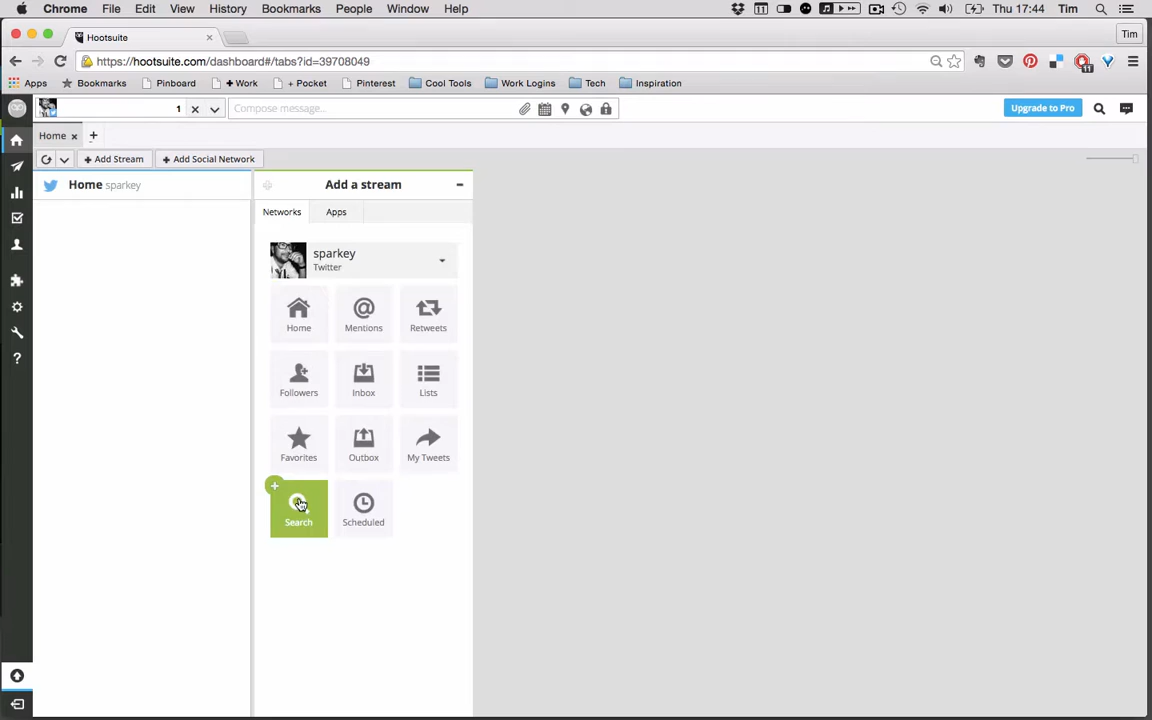 Chrome File Edit View History Bookmarks People Window Help 11 Thu 17:44 Tim
Hootsuite Tim
https://hootsuite.com/dashboard#/tabs?id=39708049 11
Apps Bookmarks Pinboard + Work + Pocket Pinterest Cool Tools Work Logins Tech Inspiration
1 Compose message... Upgrade to Pro
Home
Add Stream Add Social Network
Home sparkey
Add a stream
Networks Apps
sparkey
Twitter
Home Mentions Retweets
Followers Inbox Lists
Favorites Outbox My Tweets
Search Scheduled